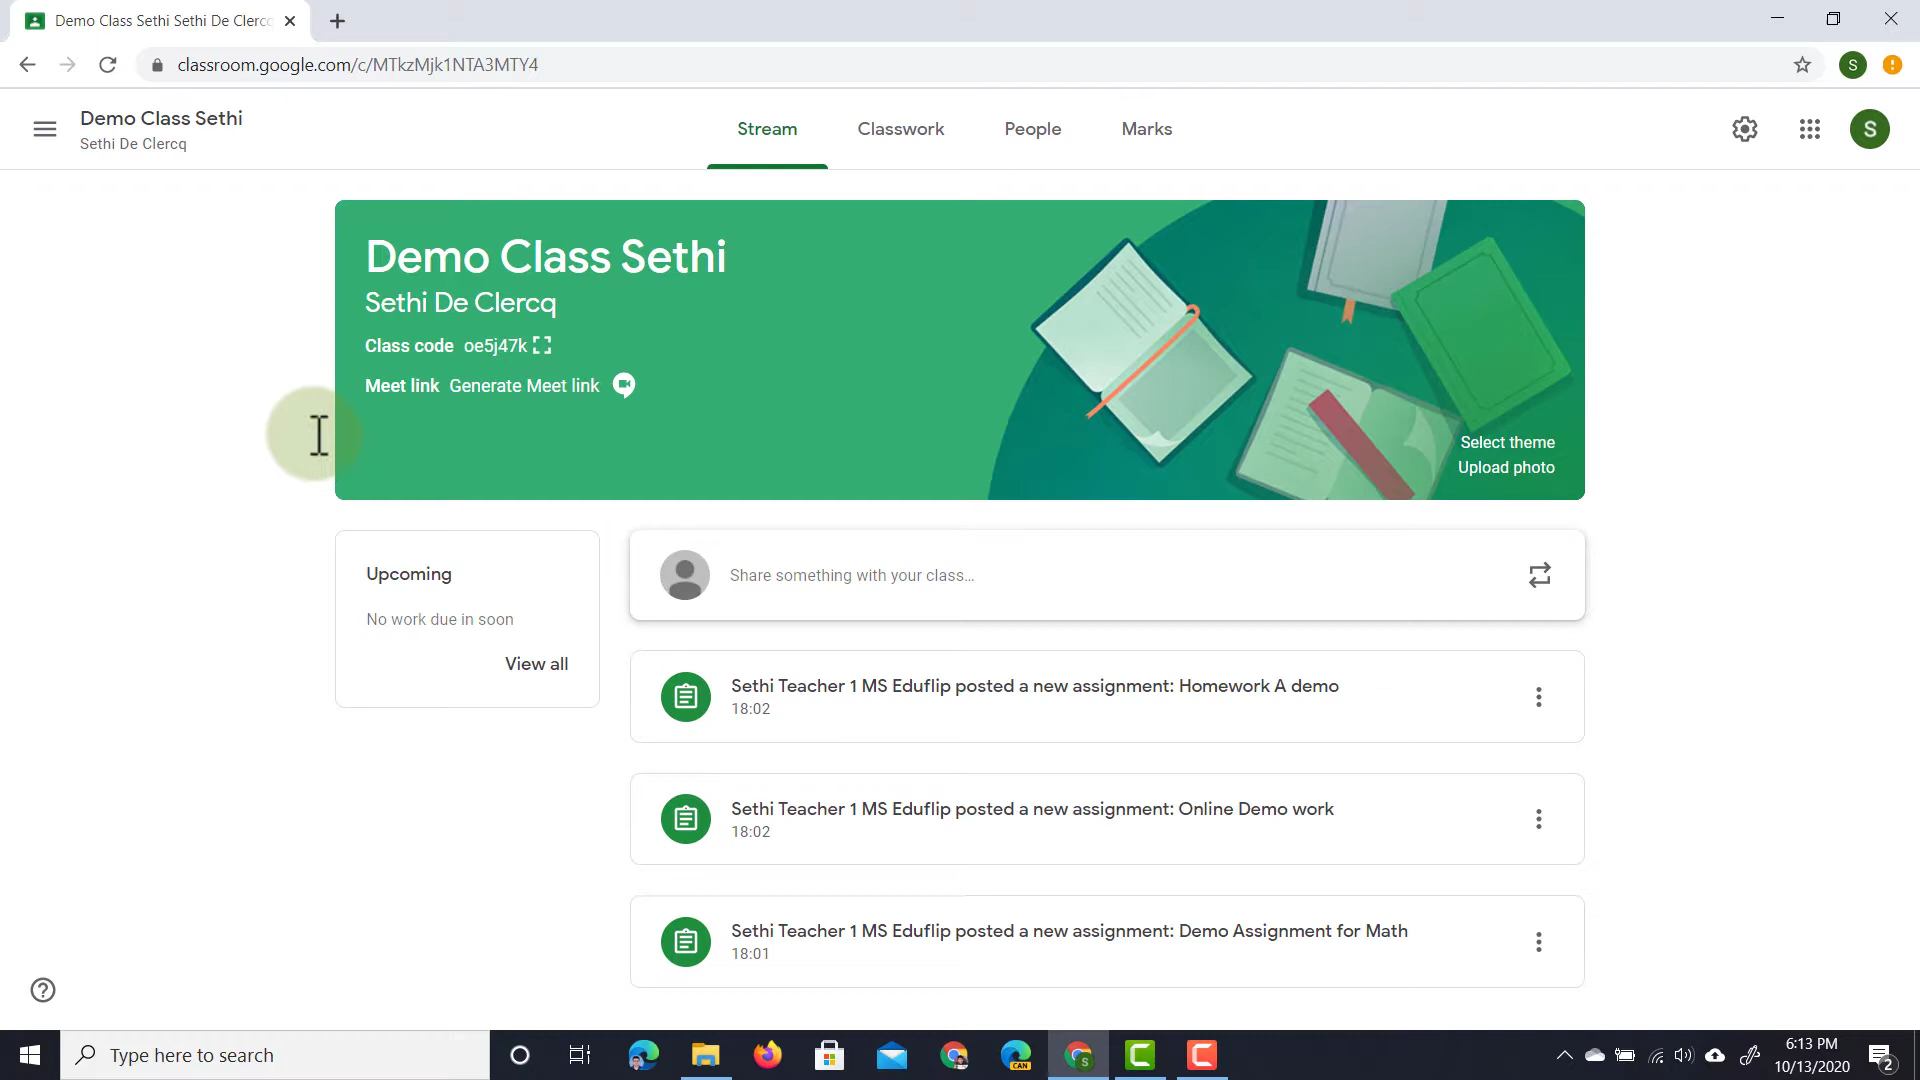 Demo Class Sethi Sethi De Clerc
classroom.google.com/c/MTkzMjk1NTA3MTY4
S
Demo Class Sethi
Sethi De Clercq
Stream
Classwork
People
Marks
S
Demo Class Sethi
Sethi De Clercq
Class code oe5j47k
Meet link Generate Meet link
Select theme
Upload photo
Upcoming
No work due in soon
View all
Share something with your class...
Sethi Teacher 1 MS Eduflip posted a new assignment: Homework A demo
18:02
Sethi Teacher 1 MS Eduflip posted a new assignment: Online Demo work
18:02
Sethi Teacher 1 MS Eduflip posted a new assignment: Demo Assignment for Math
18:01
Type here to search
CAN
S
6:13 PM
10/13/2020
2